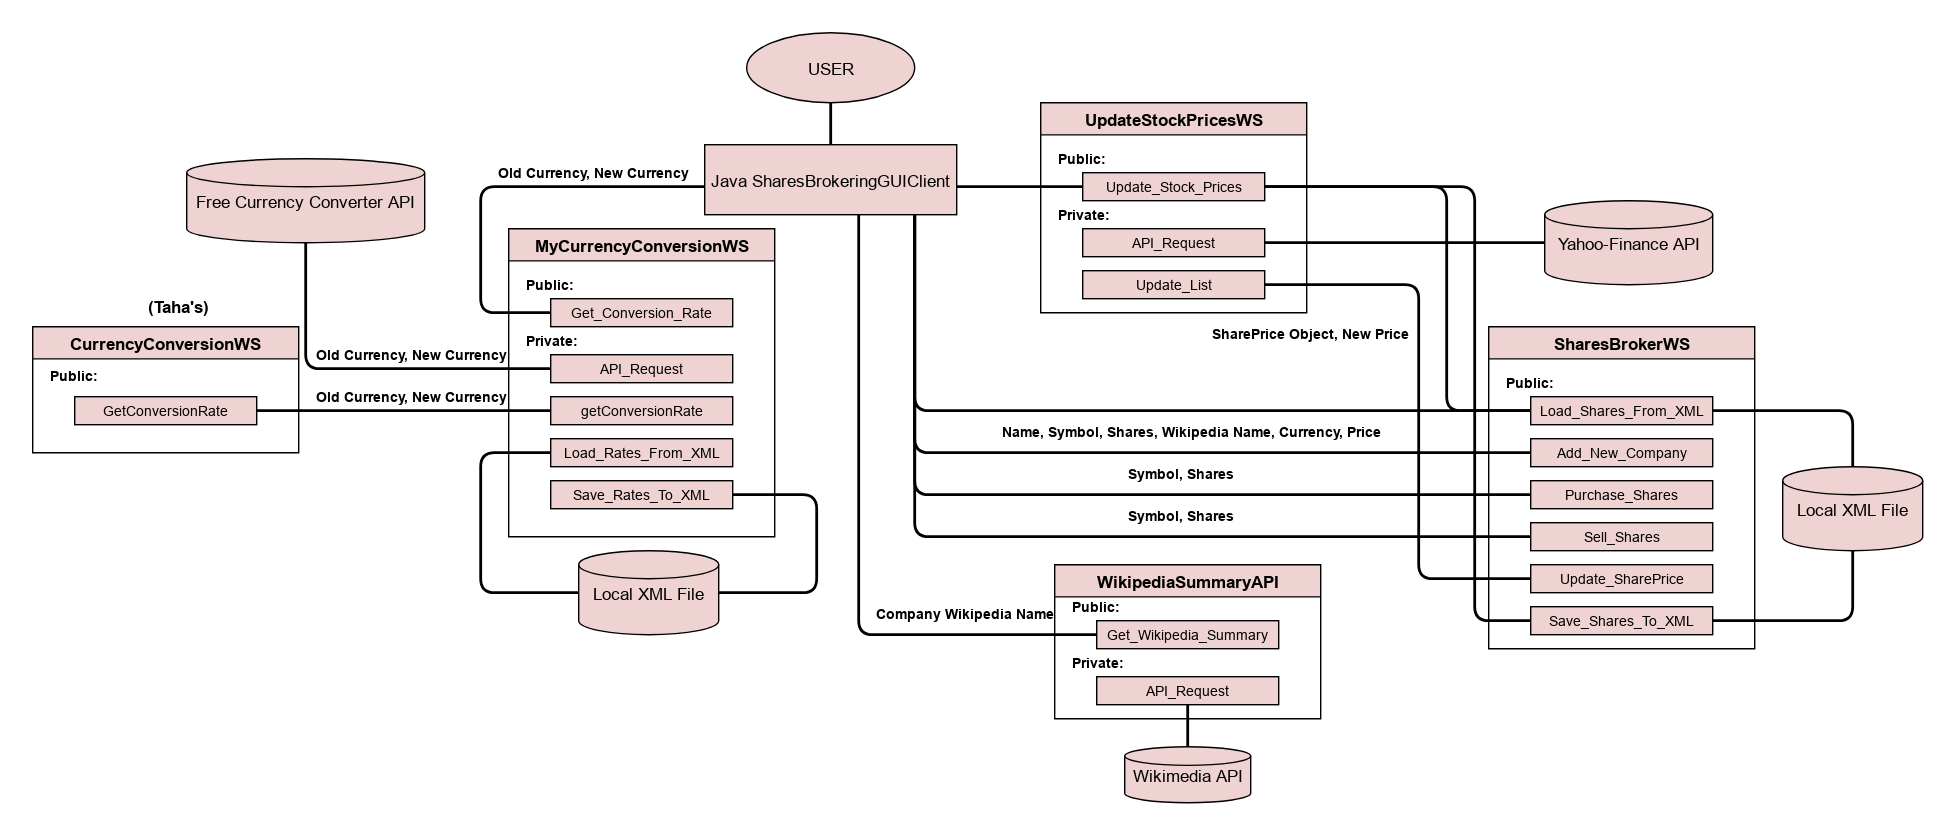 USER
Java SharesBrokeringGUIClient
Old Currency, New Currency
Free Currency Converter API
MyCurrencyConversionWS
Public:
Get_Conversion_Rate
Private:
API_Request
getConversionRate
Load_Rates_From_XML
Save_Rates_To_XML
Local XML File
(Taha's)
CurrencyConversionWS
Public:
GetConversionRate
Old Currency, New Currency
Old Currency, New Currency
UpdateStockPricesWS
Public:
Update_Stock_Prices
Private:
API_Request
Update_List
Yahoo-Finance API
SharePrice Object, New Price
Name, Symbol, Shares, Wikipedia Name, Currency, Price
Symbol, Shares
Symbol, Shares
SharesBrokerWS
Public:
Load_Shares_From_XML
Add_New_Company
Purchase_Shares
Sell_Shares
Update_SharePrice
Save_Shares_To_XML
Local XML File
Company Wikipedia Name
WikipediaSummaryAPI
Public:
Get_Wikipedia_Summary
Private:
API_Request
Wikimedia API